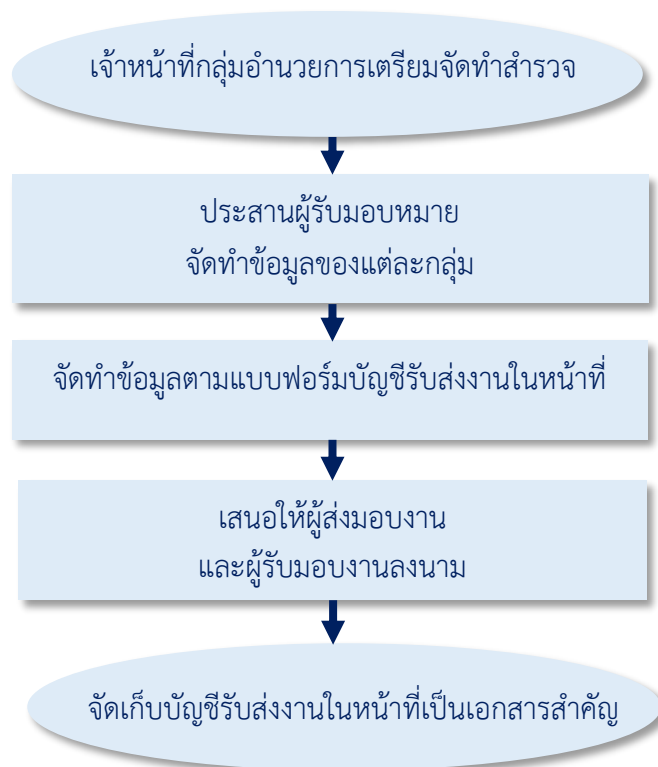 เจ้าหน้าที่กลุ่มอำนวยการเตรียมจัดทำสำรวจ
ประสานผู้รับมอบหมาย
จัดทำข้อมูลของแต่ละกลุ่ม
จัดทำข้อมูลตามแบบฟอร์มบัญชีรับส่งงานในหน้าที่
เสนอให้ผู้ส่งมอบงาน
และผู้รับมอบงานลงนาม
จัดเก็บบัญชีรับส่งงานในหน้าที่เป็นเอกสารสำคัญ